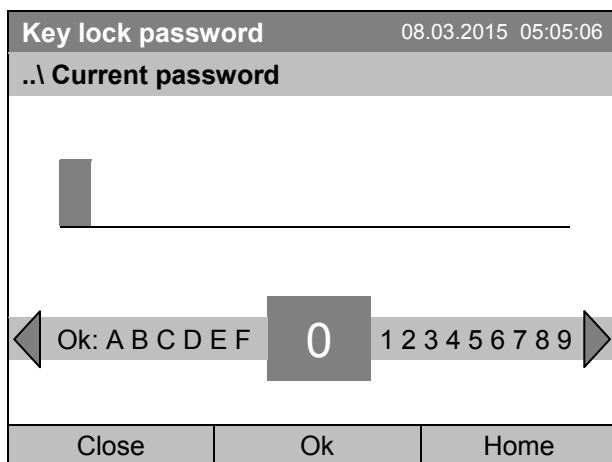 Key lock password 08.03.2015 05:05:06
..\ Current password
Ok: A B C D E F 0 1 2 3 4 5 6 7 8 9
Close Ok Home